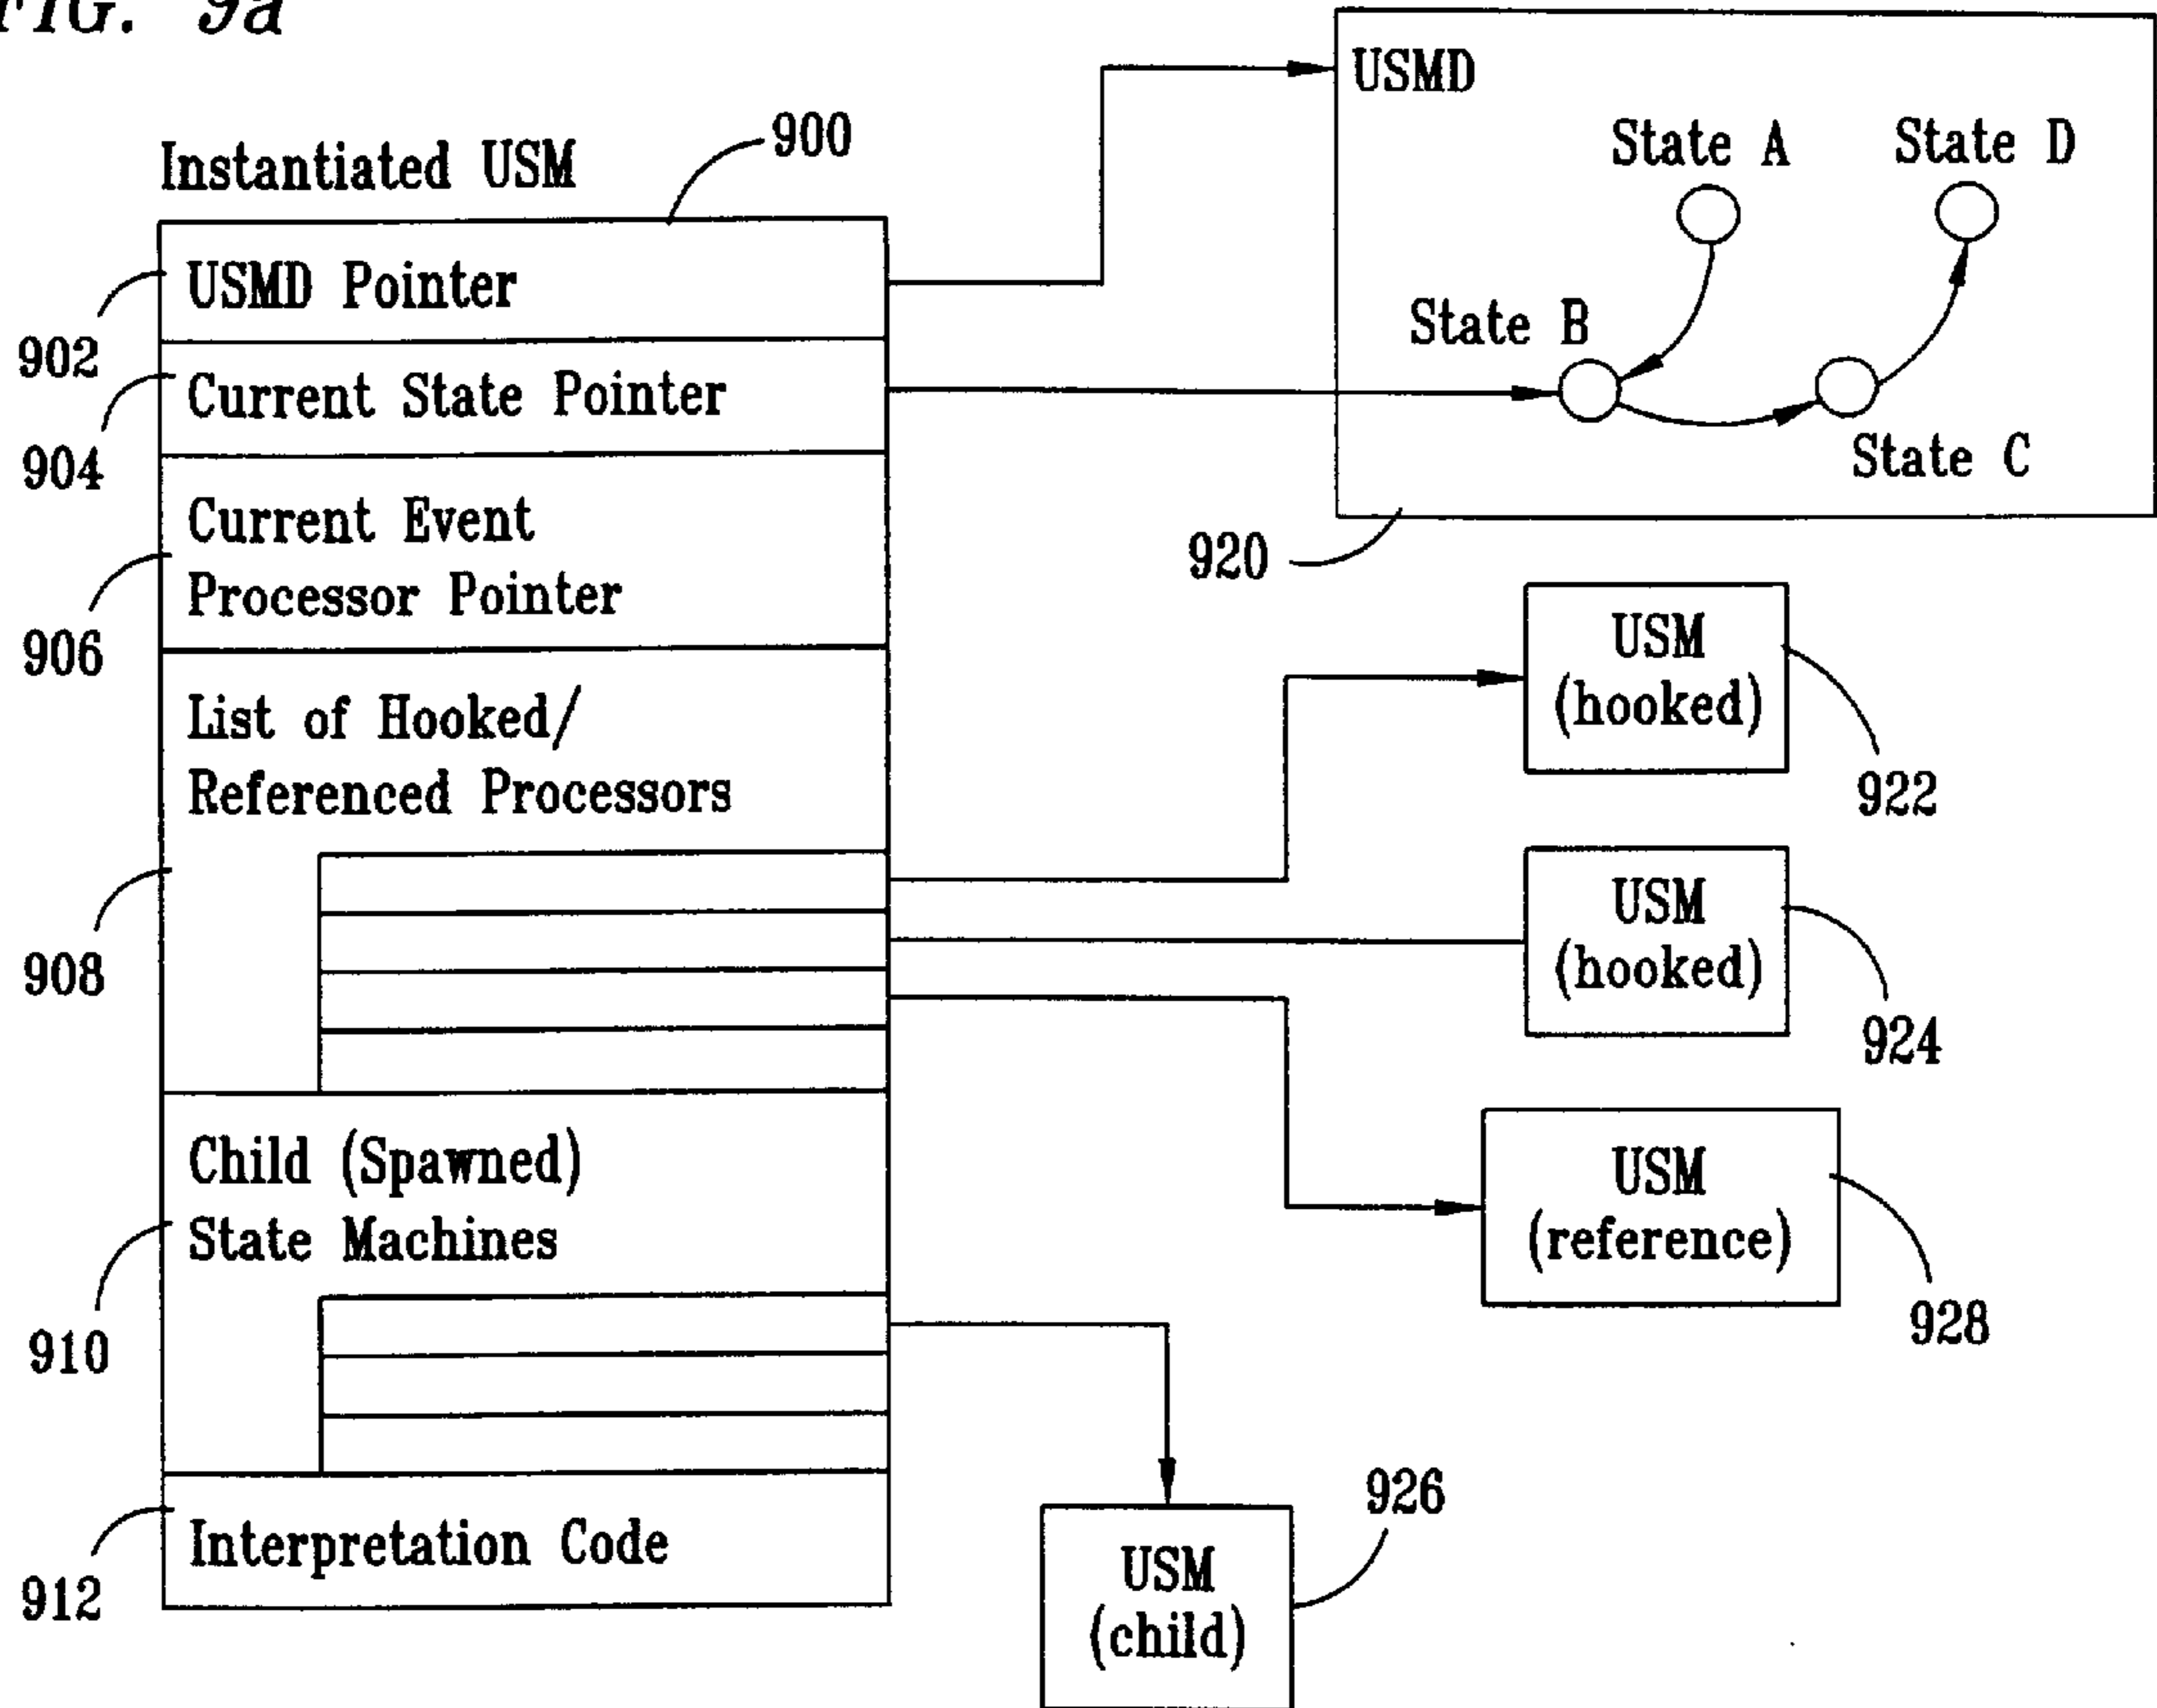 FIG. 9a
Instantiated USM
900
USMD Pointer
902
Current State Pointer
904
Current Event
Processor Pointer
906
List of Hooked/
Referenced Processors
908
Child (Spawned)
State Machines
910
Interpretation Code
912
USMD
State A
State D
State B
State C
920
USM
(hooked)
922
USM
(hooked)
924
USM
(reference)
928
926
USM
(child)